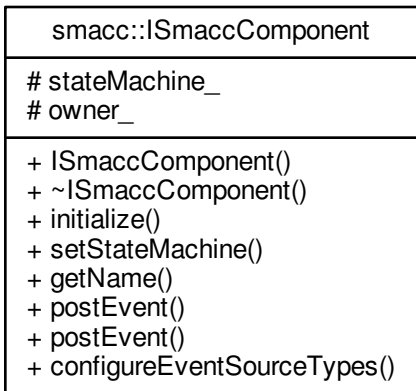 smacc::ISmaccComponent
# stateMachine_
# owner_
+ ISmaccComponent()
+ ~ISmaccComponent()
+ initialize()
+ setStateMachine()
+ getName()
+ postEvent()
+ postEvent()
+ configureEventSourceTypes()